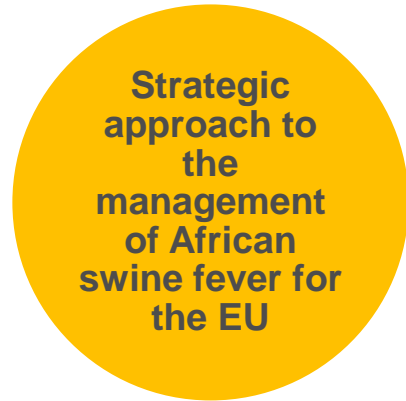 Strategic
approach to
the
management
of African
swine fever for
the EU